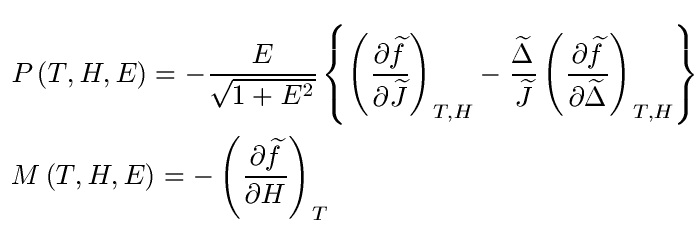 P (T, H, E) = − \frac{E}{\sqrt{1 + E^2}} \left\{ \left( \frac{\partial \widetilde{f}}{\partial \widetilde{J}} \right)_{T,H} − \frac{\widetilde{\Delta}}{\widetilde{J}} \left( \frac{\partial \widetilde{f}}{\partial \widetilde{\Delta}} \right)_{T,H} \right\}
M (T, H, E) = − \left( \frac{\partial \widetilde{f}}{\partial H} \right)_{T}